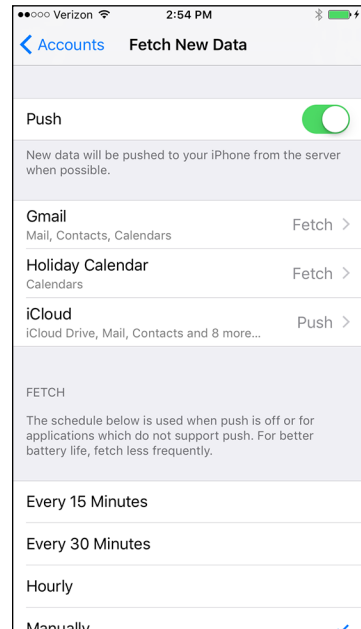 Verizon 2:54 PM
Accounts Fetch New Data
Push
New data will be pushed to your iPhone from the server
when possible.
Gmail
Mail, Contacts, Calendars
Fetch
Holiday Calendar
Calendars
Fetch
iCloud
iCloud Drive, Mail, Contacts and 8 more...
Push
FETCH
The schedule below is used when push is off or for
applications which do not support push. For better
battery life, fetch less frequently.
Every 15 Minutes
Every 30 Minutes
Hourly
Manually